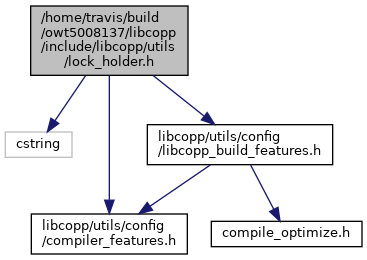 /home/travis/build
/owt5008137/libcopp
/include/libcopp/utils
/lock_holder.h
cstring
libcopp/utils/config
/libcopp_build_features.h
libcopp/utils/config
/compiler_features.h
compile_optimize.h